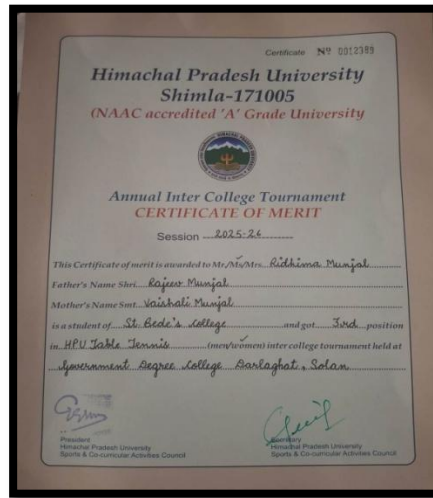 Certificate Nº 0012389
Himachal Pradesh University
Shimla-171005
(NAAC accredited 'A' Grade University
Annual Inter College Tournament
CERTIFICATE OF MERIT
Session 2025-26
This Certificate of merit is awarded to Mr./Ms/Mrs. Ridhima Munjal
Father's Name Shri. Rajeev Munjal
Mother's Name Smt. Vaishali Munjal
is a student of St. Bede's College and got 3rd position
in HPU Table Tennis (men/women) inter college tournament held at
Government Degree College Darlaghat, Solan
President
Himachal Pradesh University
Sports & Co-curricular Activities Council
Secretary
Himachal Pradesh University
Sports & Co-curricular Activities Council